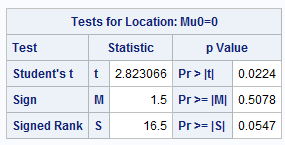 Tests for Location: Mu0=0
Test Statistic p Value
Student's t t 2.823066 Pr > |t| 0.0224
Sign M 1.5 Pr >= |M| 0.5078
Signed Rank S 16.5 Pr >= |S| 0.0547